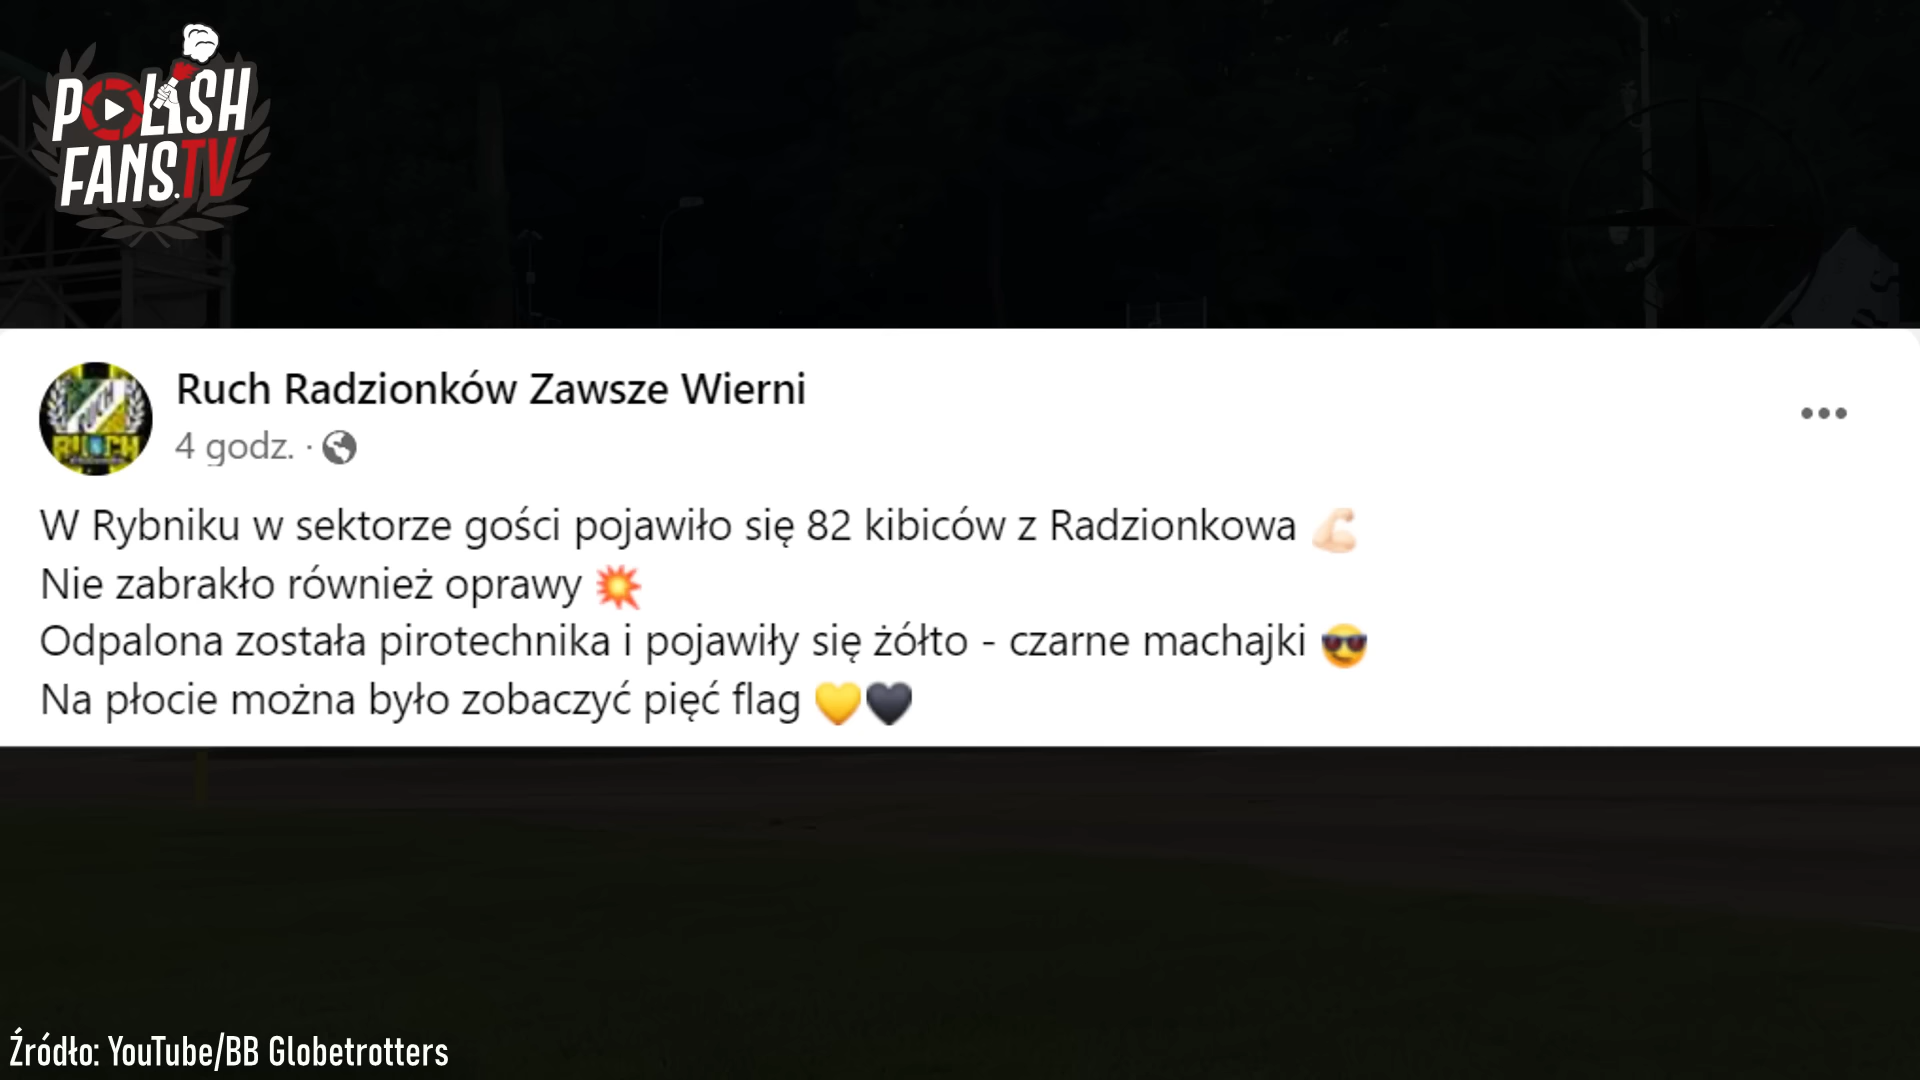 POLISH
FANS.TV
Ruch Radzionków Zawsze Wierni
4 godz. ·
W Rybniku w sektorze gości pojawiło się 82 kibiców z Radzionkowa 💪🏻
Nie zabrakło również oprawy 💥
Odpalona została pirotechnika i pojawiły się żółto - czarne machajki 😎
Na płocie można było zobaczyć pięć flag 💛🖤
Źródło: YouTube/BB Globetrotters